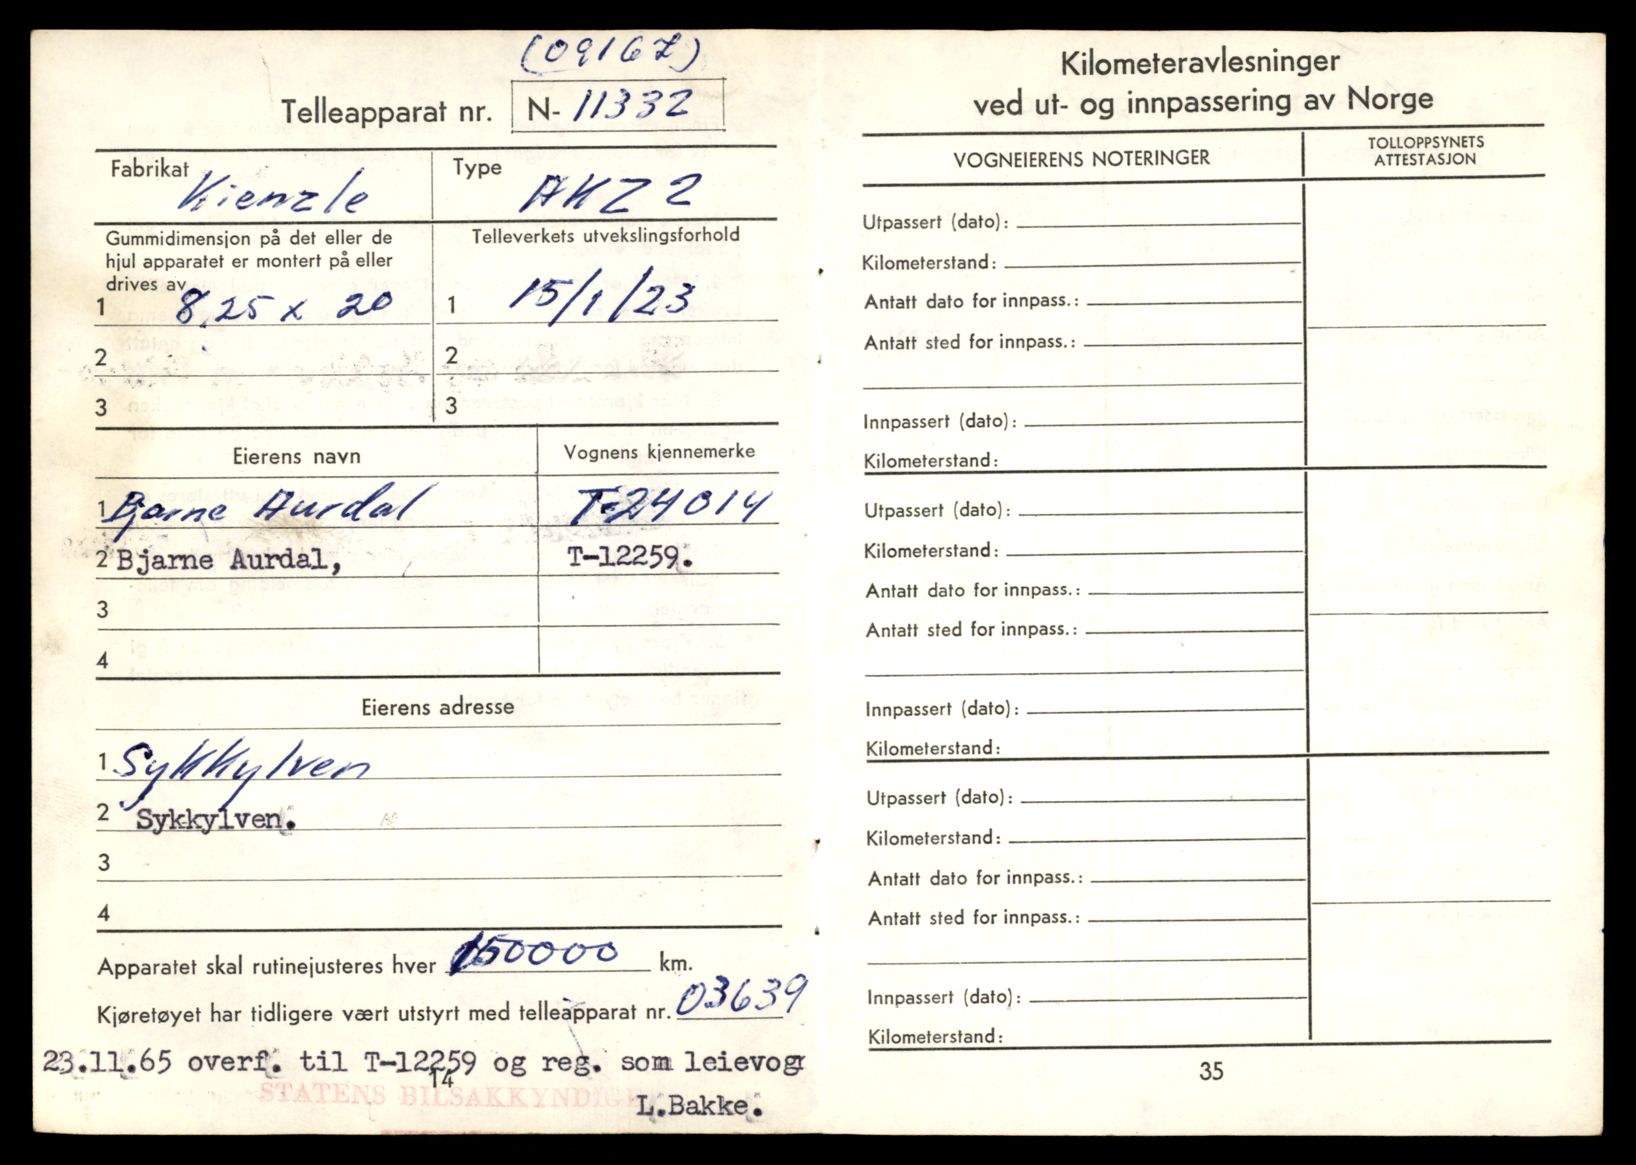 (09167)
Telleapparat nr. N- 11332
Fabrikat
Kienzle
Type
AKZ 2
Gummidimensjon på det eller de
hjul apparatet er montert på eller
drives av
Telleverkets utvekslingsforhold
1 8,25 x 20
1 15/1/23
2
2
3
3
Eierens navn
Vognens kjennemerke
1 Bjarne Aurdal T-24014
2 Bjarne Aurdal, T-12259.
3
4
Eierens adresse
1 Sykkylven
2 Sykkylven.
3
4
Apparatet skal rutinejusteres hver 150000 km.
Kjøretøyet har tidligere vært utstyrt med telleapparat nr. 03639
23.11.65 overf. til T-12259 og reg. som leievogn
14
STATENS BILSAKKYNDIGE
L.Bakke.
Kilometeravlesninger
ved ut- og innpassering av Norge
VOGNEIERENS NOTERINGER
TOLLOPPSYNETS
ATTESTASJON
Utpassert (dato):
Kilometerstand:
Antatt dato for innpass.:
Antatt sted for innpass.:
Innpassert (dato):
Kilometerstand:
Utpassert (dato):
Kilometerstand:
Antatt dato for innpass.:
Antatt sted for innpass.:
Innpassert (dato):
Kilometerstand:
Utpassert (dato):
Kilometerstand:
Antatt dato for innpass.:
Antatt sted for innpass.:
Innpassert (dato):
Kilometerstand:
35